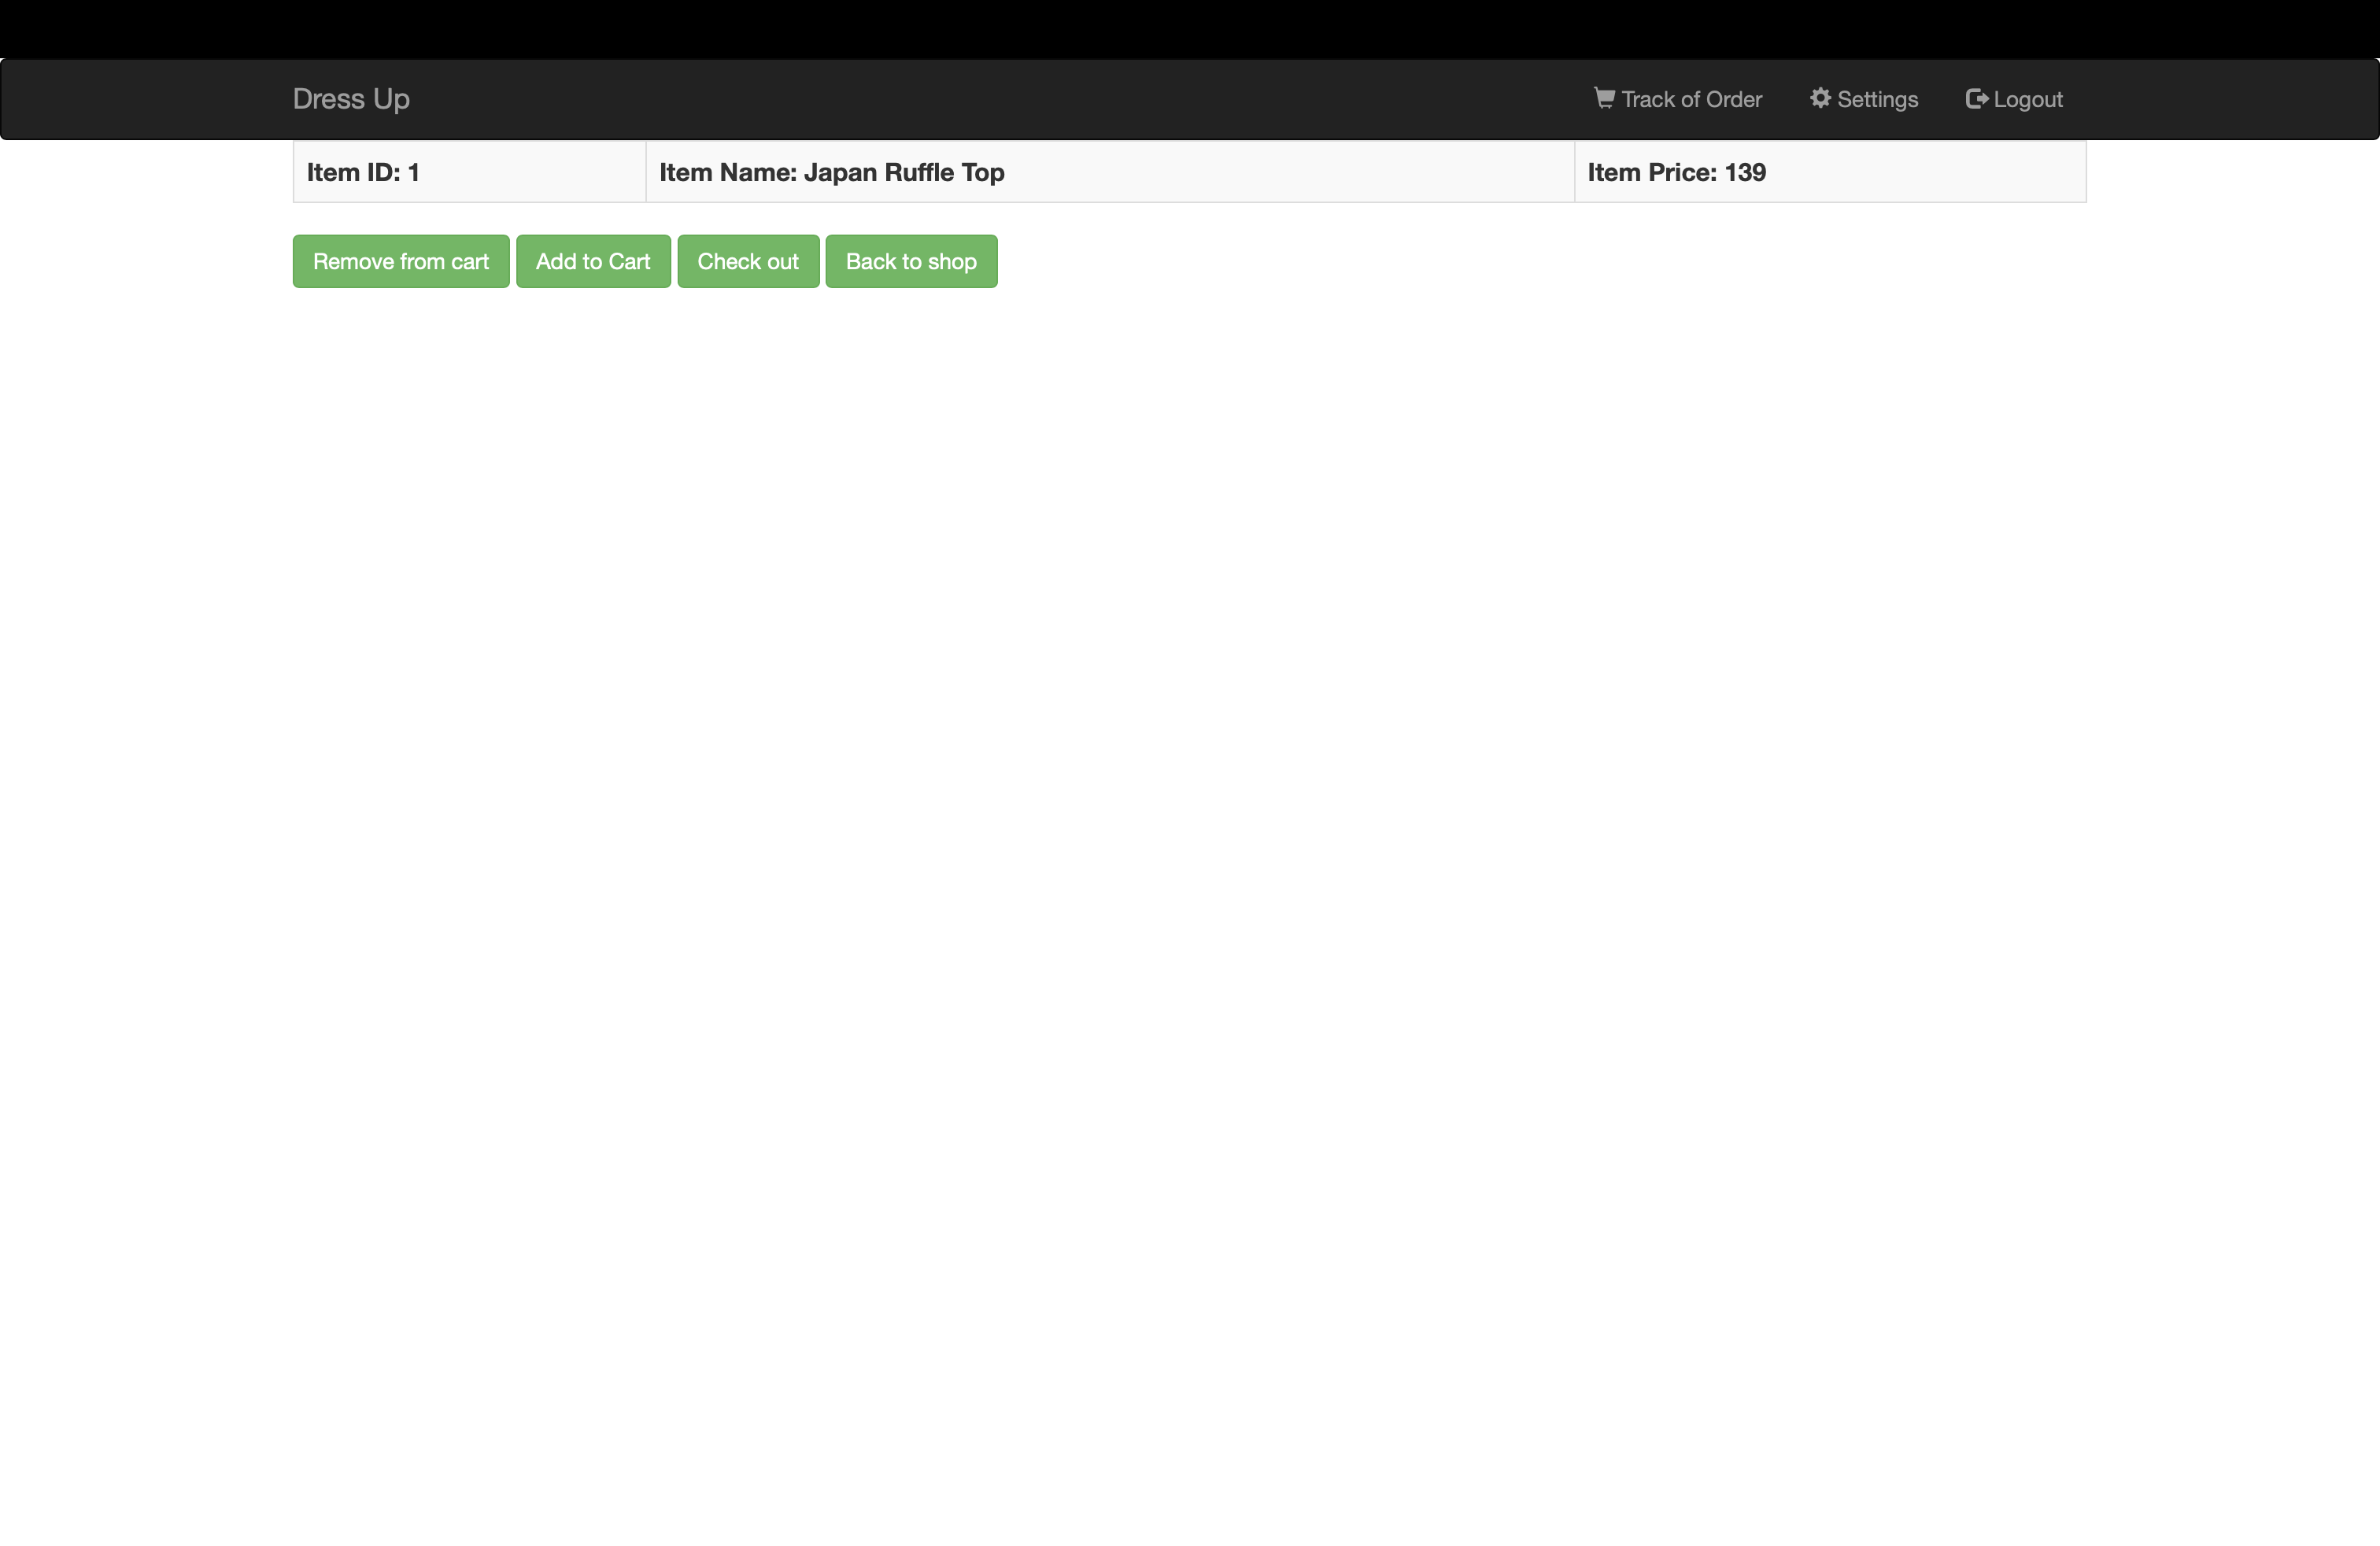 Dress Up Track of Order Settings Logout
Item ID: 1 Item Name: Japan Ruffle Top Item Price: 139
Remove from cart Add to Cart Check out Back to shop